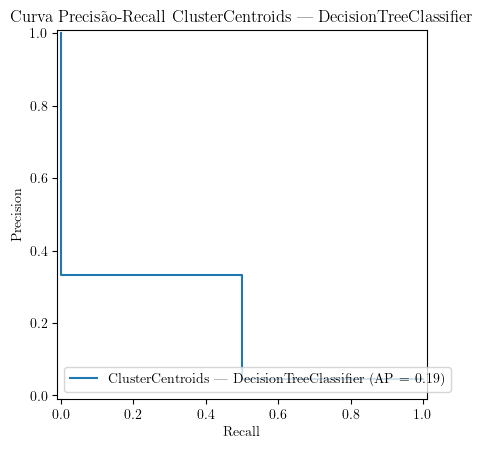 Curva Precisão-Recall ClusterCentroids — DecisionTreeClassifier
1.0
0.8
0.6
0.4
0.2
0.0
Precision
ClusterCentroids — DecisionTreeClassifier (AP = 0.19)
0.0 0.2 0.4 0.6 0.8 1.0
Recall